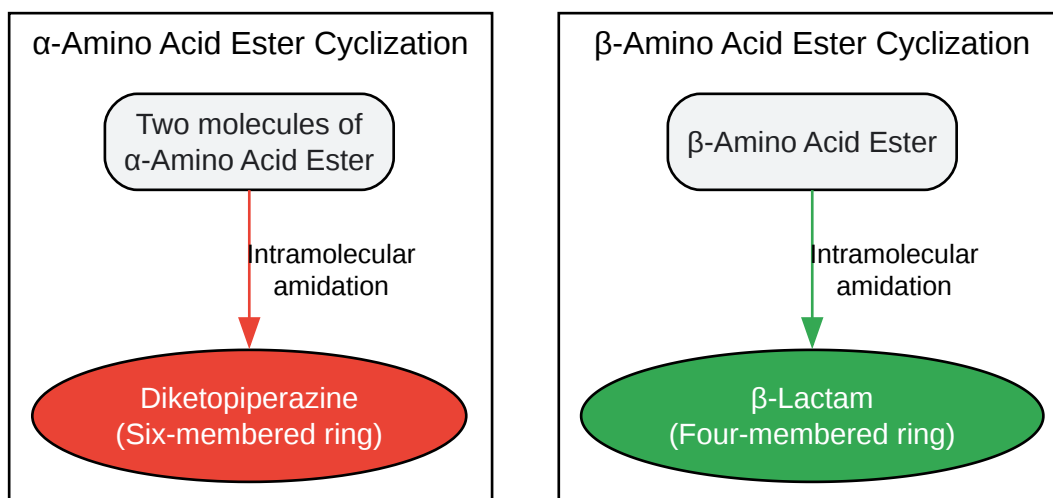 α-Amino Acid Ester Cyclization
Two molecules of
α-Amino Acid Ester
Intramolecular
amidation
Diketopiperazine
(Six-membered ring)
β-Amino Acid Ester Cyclization
β-Amino Acid Ester
Intramolecular
amidation
β-Lactam
(Four-membered ring)